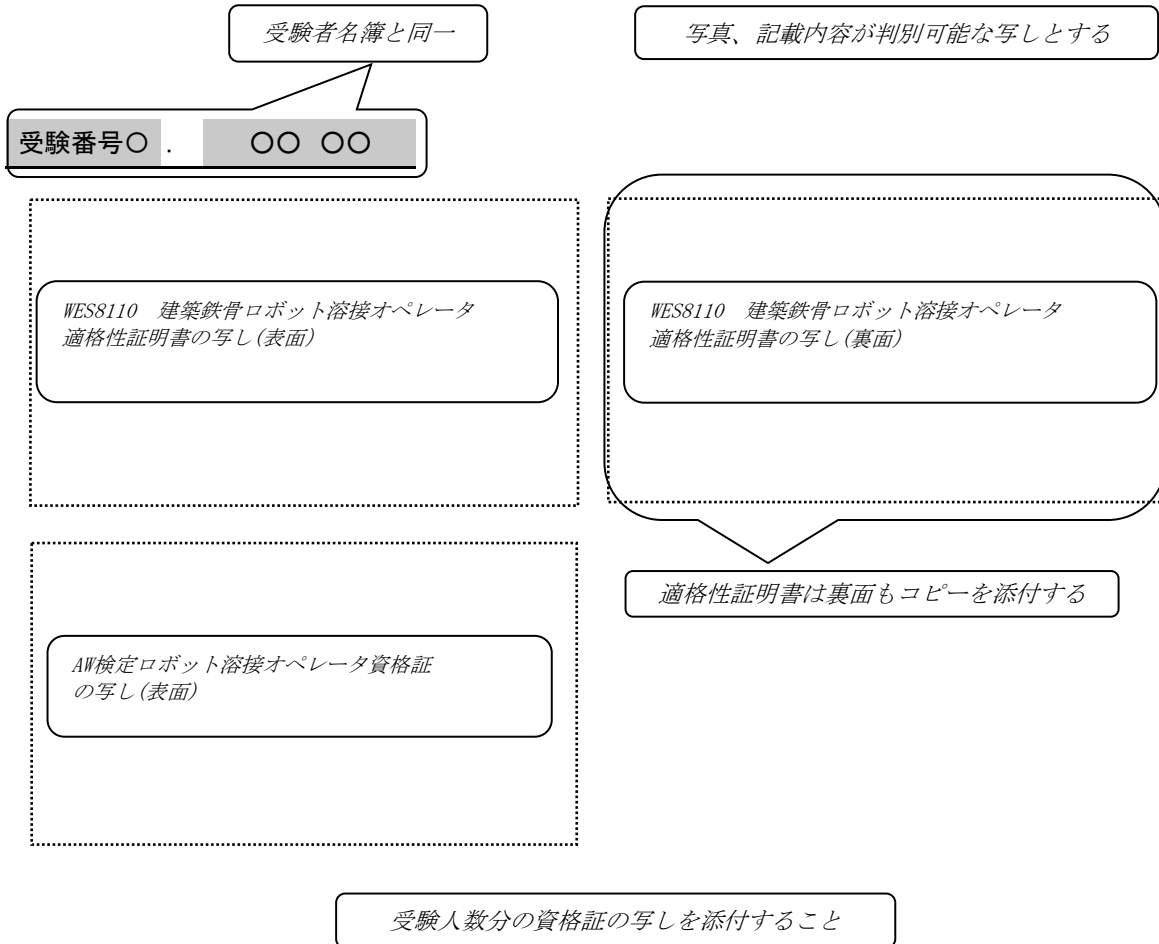 受験者名簿と同一
写真、記載内容が判別可能な写しとする
受験番号〇 . 〇〇 〇〇
WES8110 建築鉄骨ロボット溶接オペレータ
適格性証明書の写し(表面)
WES8110 建築鉄骨ロボット溶接オペレータ
適格性証明書の写し(裏面)
適格性証明書は裏面もコピーを添付する
AW検定ロボット溶接オペレータ資格証
の写し(表面)
受験人数分の資格証の写しを添付すること